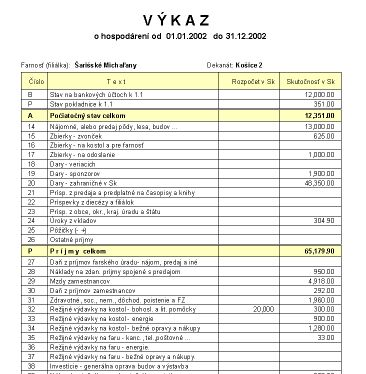 VÝKAZ
o hospodárení od 01.01.2002 do 31.12.2002
Farnosť (filiálka): Šarišské Michaľany Dekanát: Košice 2
Číslo Text Rozpočet v Sk Skutočnosť v Sk
B Stav na bankových účtoch k 1.1 12,000.00
P Stav pokladnice k 1.1 351.00
A Počiatočný stav celkom 12,351.00
14 Nájomné, alebo predaj pôdy, lesa, budov ... 13,000.00
15 Zbierky - zvonček 625.00
16 Zbierky - na kostol a pre farnosť
17 Zbierky - na odoslanie 1,000.00
18 Dary - veriacich
19 Dary - sponzorov 1,900.00
20 Dary - zahraničné v Sk 48,350.00
21 Prísp. z predaja a predplatné na časopisy a knihy
22 Príspevky z diecézy a filiálok
23 Prísp. z obce, okr., kraj. úradu a štátu
24 Úroky z vkladov 304.90
25 Pôžičky (- +)
26 Ostatné príjmy
P Príjmy celkom 65,179.90
27 Daň z príjmov farského úradu- nájom, predaj a iné
28 Náklady na zdan. príjmy spojené s predajom 950.00
29 Mzdy zamestnancov 4,918.00
30 Daň z príjmov zamestnancov 292.00
31 Zdravotné, soc., nem., dôchod. poistenie a FZ 1,960.00
32 Režijné výdavky na kostol- bohosl. a lit. pomôcky 20,000 300.00
33 Režijné výdavky na kostol - energie 900.00
34 Režijné výdavky na kostol - bežné opravy a nákupy 1,280.00
35 Režijné výdavky na faru - kanc. ,tel.,poštovné ... 33.00
36 Režijné výdavky na faru - energie.
37 Režijné výdavky na faru - bežné opravy a nákupy.
38 Investície - generálna oprava budov a výstavba